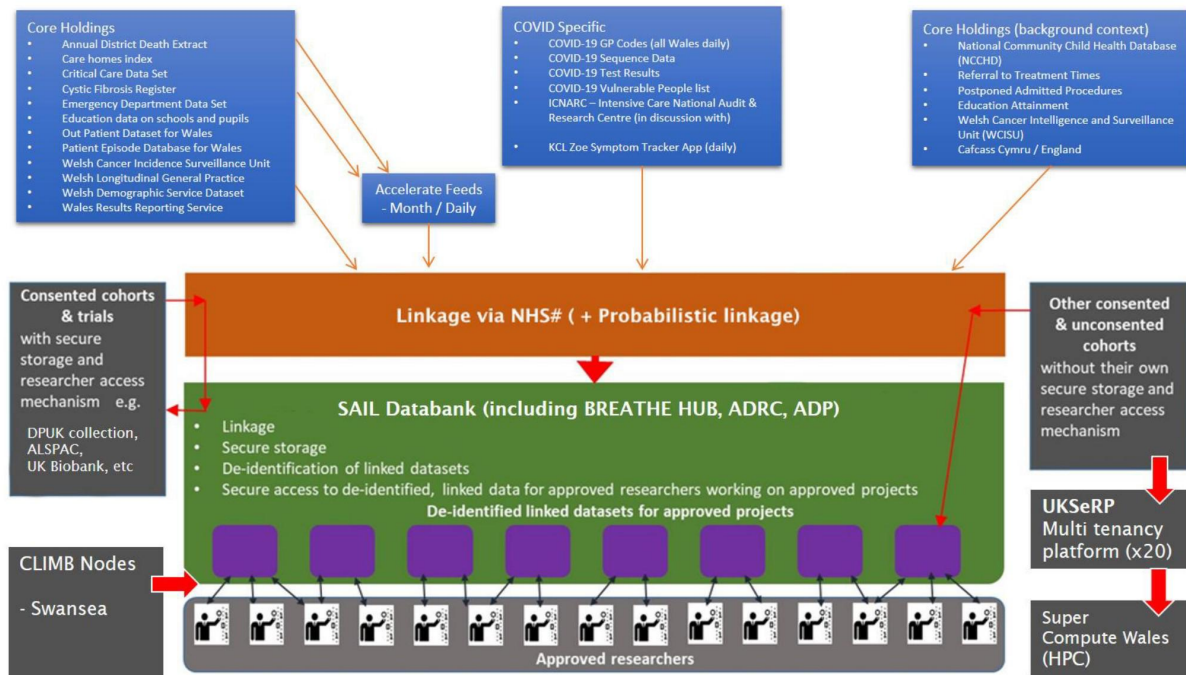 Core Holdings
• Annual District Death Extract
• Care homes index
• Critical Care Data Set
• Cystic Fibrosis Register
• Emergency Department Data Set
• Education data on schools and pupils
• Out Patient Dataset for Wales
• Patient Episode Database for Wales
• Welsh Cancer Incidence Surveillance Unit
• Welsh Longitudinal General Practice
• Welsh Demographic Service Dataset
• Wales Results Reporting Service
Accelerate Feeds
- Month / Daily
COVID Specific
• COVID-19 GP Codes (all Wales daily)
• COVID-19 Sequence Data
• COVID-19 Test Results
• COVID-19 Vulnerable People list
• ICNARC – Intensive Care National Audit &
Research Centre (in discussion with)
• KCL Zoe Symptom Tracker App (daily)
Core Holdings (background context)
• National Community Child Health Database
(NCCHD)
• Referral to Treatment Times
• Postponed Admitted Procedures
• Education Attainment
• Welsh Cancer Intelligence and Surveillance
Unit (WCISU)
• Cafcass Cymru / England
Linkage via NHS# ( + Probabilistic linkage)
Consented cohorts
& trials
with secure
storage and
researcher access
mechanism e.g.
DPUK collection,
ALSPAC,
UK Biobank, etc
SAIL Databank (including BREATHE HUB, ADRC, ADP)
• Linkage
• Secure storage
• De-identification of linked datasets
• Secure access to de-identified, linked data for approved researchers working on approved projects
De-identified linked datasets for approved projects
Other consented
& unconsented
cohorts
without their own
secure storage and
researcher access
mechanism
UKSeRP
Multi tenancy
platform (x20)
Super
Compute Wales
(HPC)
CLIMB Nodes
- Swansea
Approved researchers